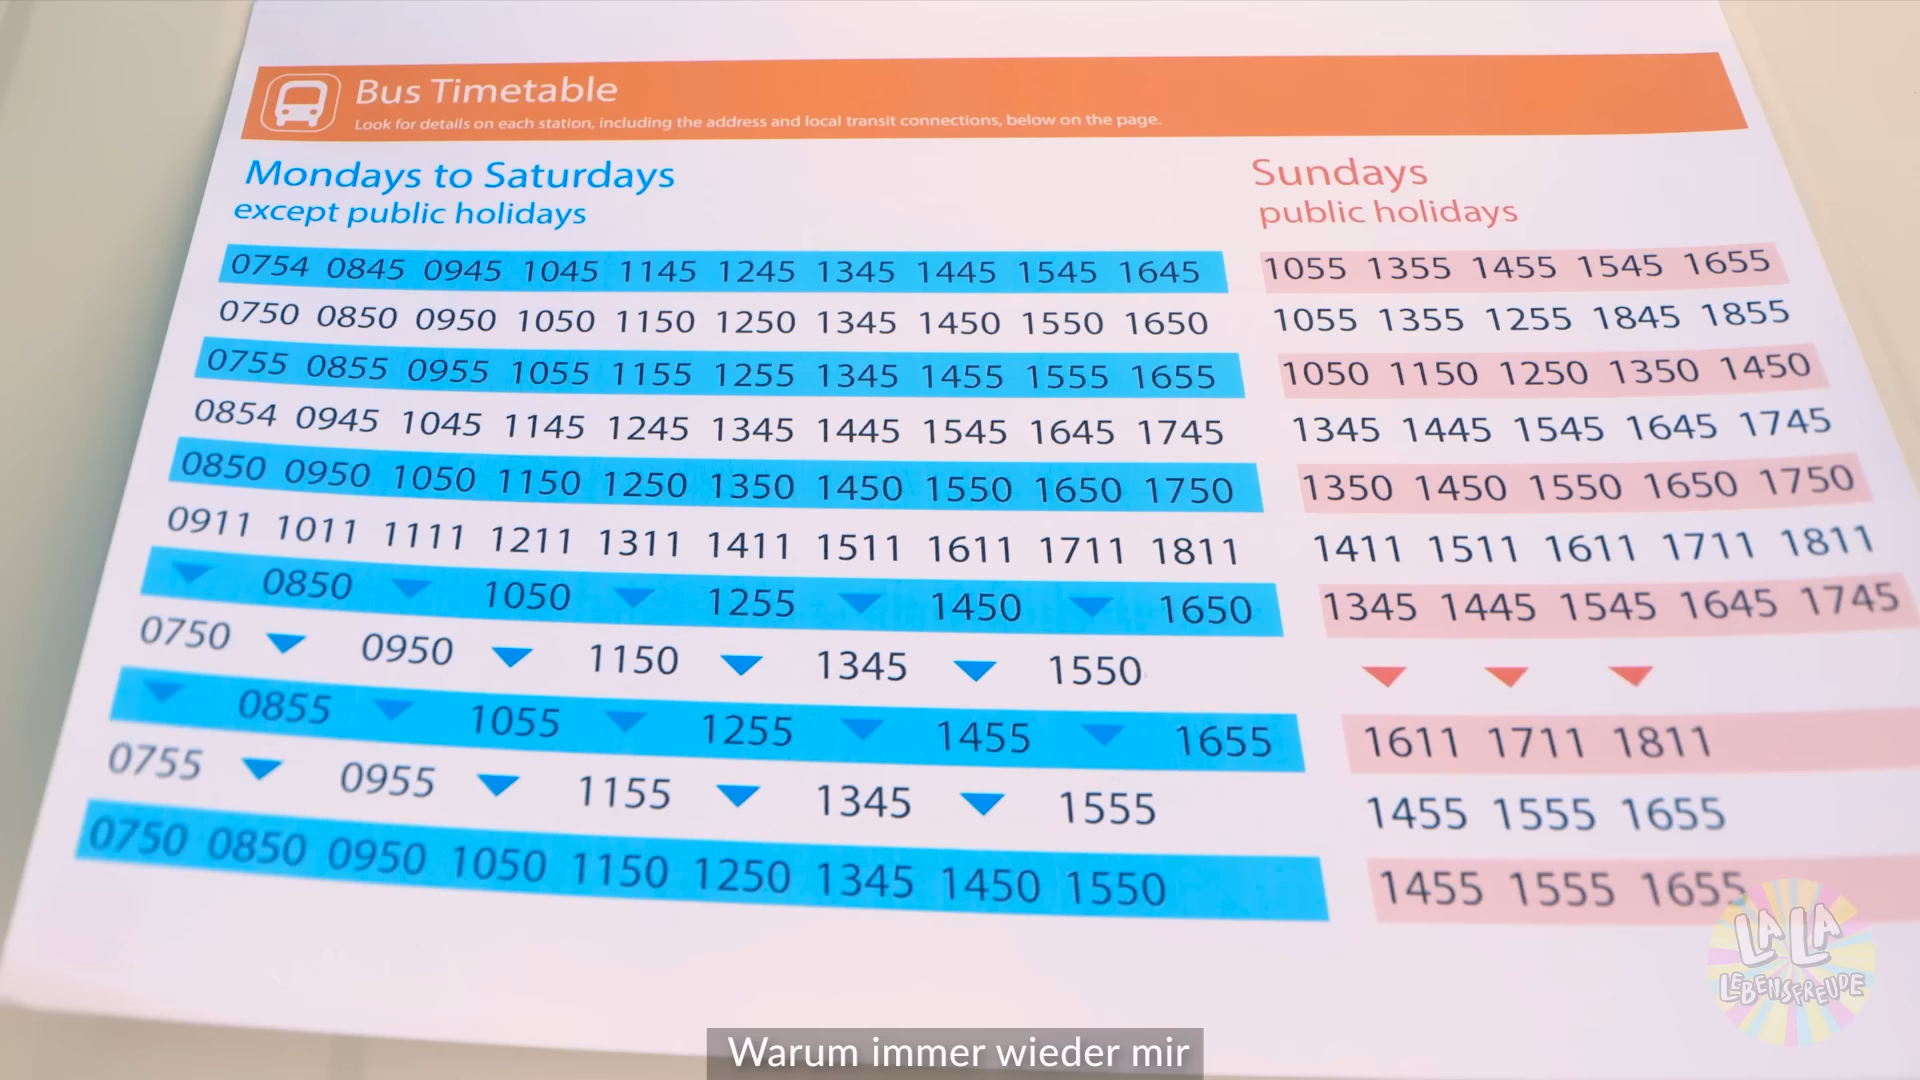 Bus Timetable
Look for details on each station, including the address and local transit connections, below on the page.
Mondays to Saturdays
except public holidays
0754 0845 0945 1045 1145 1245 1345 1445 1545 1645
0750 0850 0950 1050 1150 1250 1345 1450 1550 1650
0755 0855 0955 1055 1155 1255 1345 1455 1555 1655
0854 0945 1045 1145 1245 1345 1445 1545 1645 1745
0850 0950 1050 1150 1250 1350 1450 1550 1650 1750
0911 1011 1111 1211 1311 1411 1511 1611 1711 1811
0850 1050 1255 1450 1650
0750 0950 1150 1345 1550
0855 1055 1255 1455 1655
0755 0955 1155 1345 1555
0750 0850 0950 1050 1150 1250 1345 1450 1550
Sundays
public holidays
1055 1355 1455 1545 1655
1055 1355 1255 1845 1855
1050 1150 1250 1350 1450
1345 1445 1545 1645 1745
1350 1450 1550 1650 1750
1411 1511 1611 1711 1811
1345 1445 1545 1645 1745
1611 1711 1811
1455 1555 1655
1455 1555 1655
LALA
LEBENSFREUDE
Warum immer wieder mir